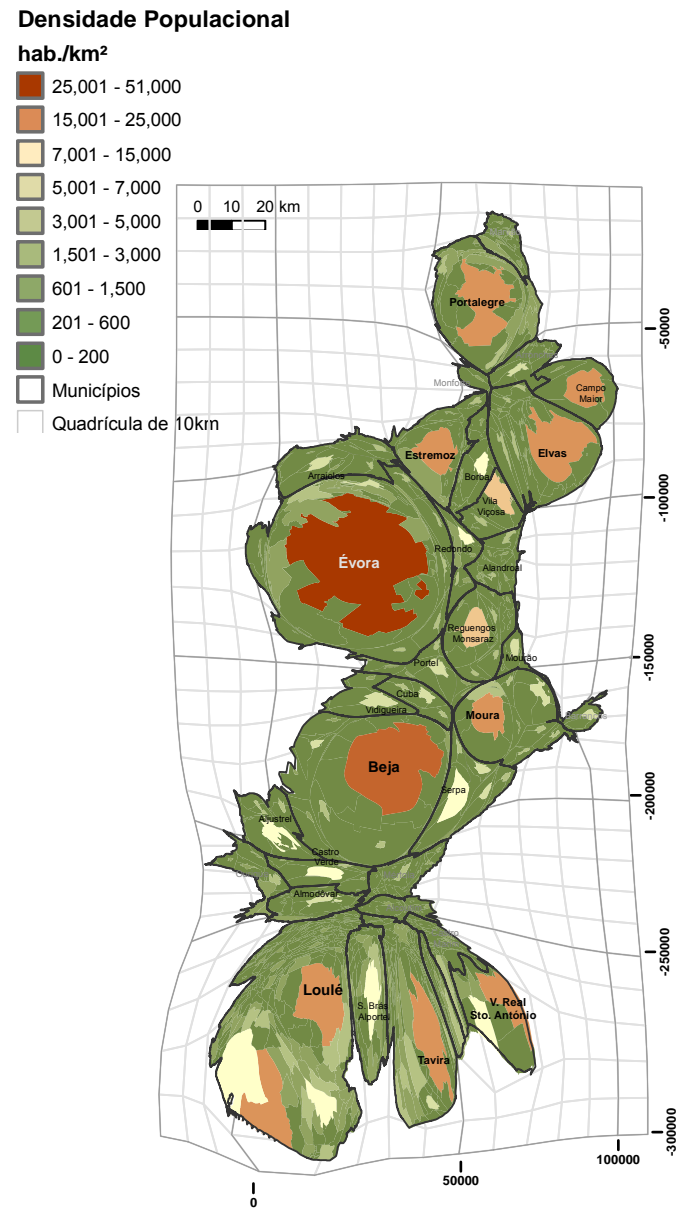 Densidade Populacional
hab./km²
25,001 - 51,000
15,001 - 25,000
7,001 - 15,000
5,001 - 7,000
3,001 - 5,000
1,501 - 3,000
601 - 1,500
201 - 600
0 - 200
Municípios
Quadrícula de 10km
0 10 20 km
Portalegre
-50000
Campo
Maior
Estremoz
Elvas
Borba
Arraiolos
Vila
Viçosa
-100000
Redondo
Évora
Alandroal
Reguengos
Monsaraz
Portel
Mourão
-150000
Cuba
Vidigueira
Moura
Beja
Serpa
-200000
Aljustrel
Castro
Verde
Almodôvar
-250000
Loulé
S. Brás
Alportel
V. Real
Sto. António
Tavira
-300000
0
50000
100000